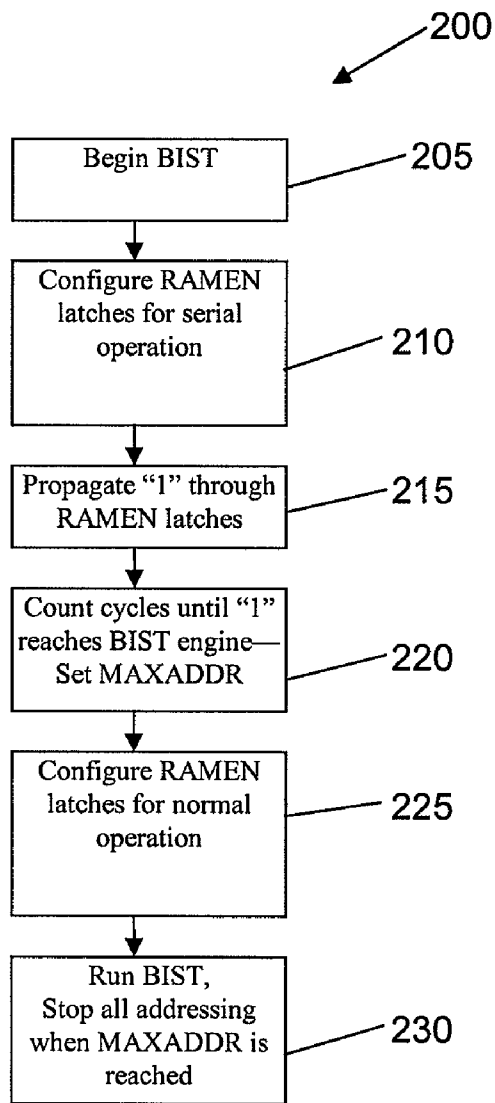 200
Begin BIST
205
Configure RAMEN
latches for serial
operation
210
Propagate “1” through
RAMEN latches
215
Count cycles until “1”
reaches BIST engine—
Set MAXADDR
220
Configure RAMEN
latches for normal
operation
225
Run BIST,
Stop all addressing
when MAXADDR is
reached
230